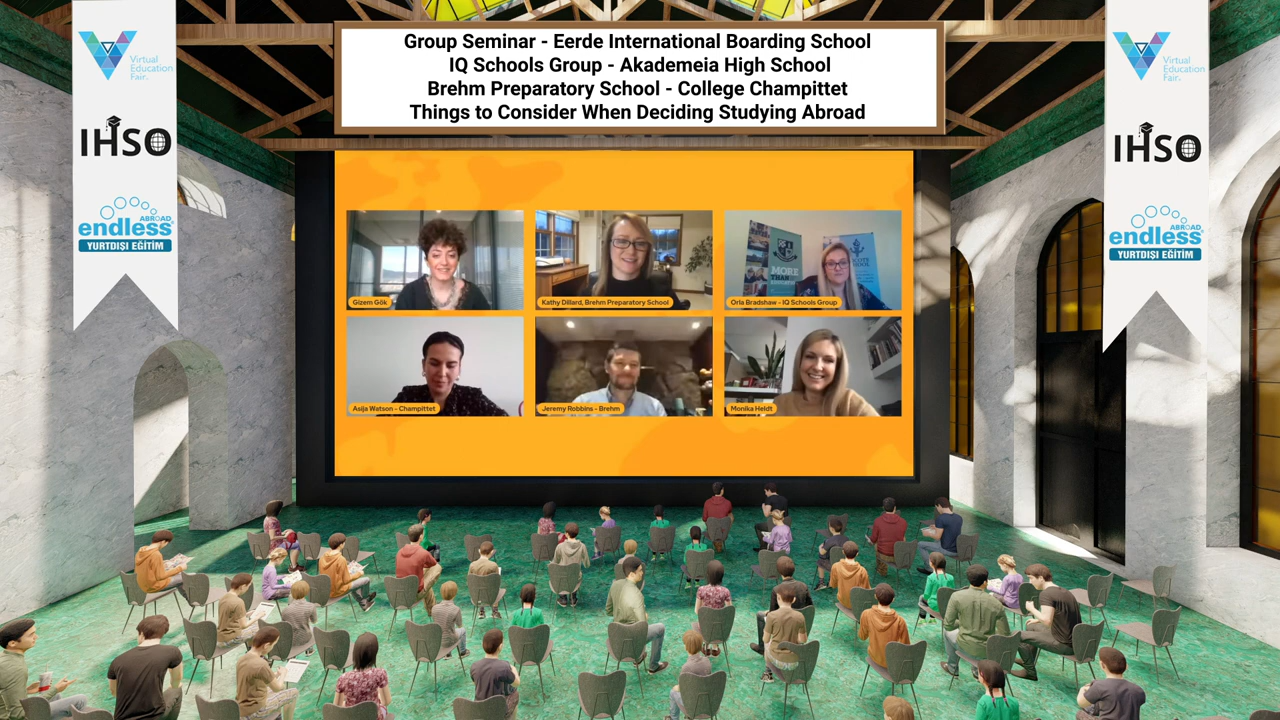 Group Seminar - Eerde International Boarding School
IQ Schools Group - Akademeia High School
Brehm Preparatory School - College Champittet
Things to Consider When Deciding Studying Abroad
Virtual
Education
Fair
IHSO
ABROAD
endless
YURTDIŞI EĞİTİM
Virtual
Education
Fair
IHSO
ABROAD
endless
YURTDIŞI EĞİTİM
MORE
THAN
Gizem Gök
Kathy Dillard, Brehm Preparatory School
Orla Bradshaw - IQ Schools Group
Asija Watson - Champittet
Jeremy Robbins - Brehm
Monika Heldt